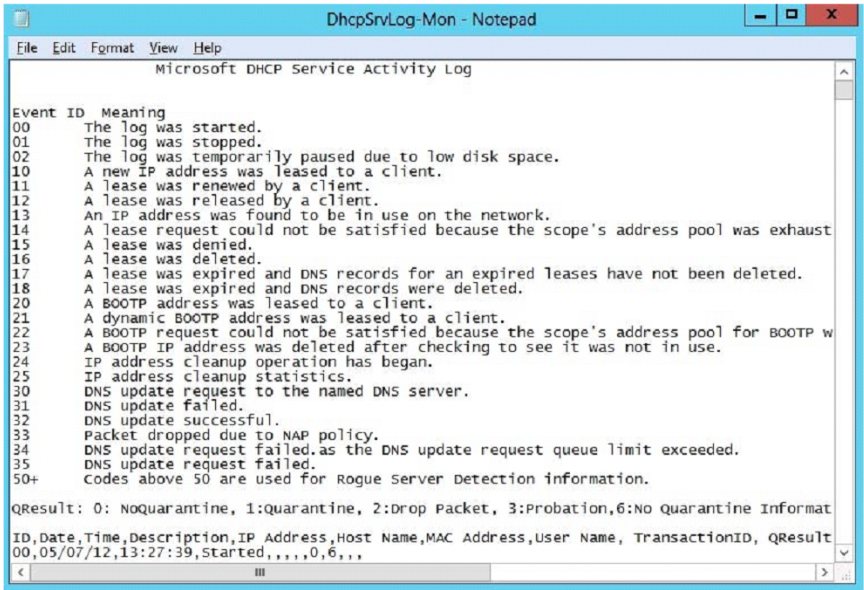 DhcpSrvLog-Mon - Notepad
File Edit Format View Help
Microsoft DHCP Service Activity Log
Event ID Meaning
00 The log was started.
01 The log was stopped.
02 The log was temporarily paused due to low disk space.
10 A new IP address was leased to a client.
11 A lease was renewed by a client.
12 A lease was released by a client.
13 An IP address was found to be in use on the network.
14 A lease request could not be satisfied because the scope's address pool was exhaust
15 A lease was denied.
16 A lease was deleted.
17 A lease was expired and DNS records for an expired leases have not been deleted.
18 A lease was expired and DNS records were deleted.
20 A BOOTP address was leased to a client.
21 A dynamic BOOTP address was leased to a client.
22 A BOOTP request could not be satisfied because the scope's address pool for BOOTP w
23 A BOOTP IP address was deleted after checking to see it was not in use.
24 IP address cleanup operation has began.
25 IP address cleanup statistics.
30 DNS update request to the named DNS server.
31 DNS update failed.
32 DNS update successful.
33 Packet dropped due to NAP policy.
34 DNS update request failed.as the DNS update request queue limit exceeded.
35 DNS update request failed.
50+ Codes above 50 are used for Rogue Server Detection information.
QResult: 0: NoQuarantine, 1:Quarantine, 2:Drop Packet, 3:Probation,6:No Quarantine Informat
ID,Date,Time,Description,IP Address,Host Name,MAC Address,User Name, TransactionID, QResult
00,05/07/12,13:27:39,Started,,,,,0,6,,,